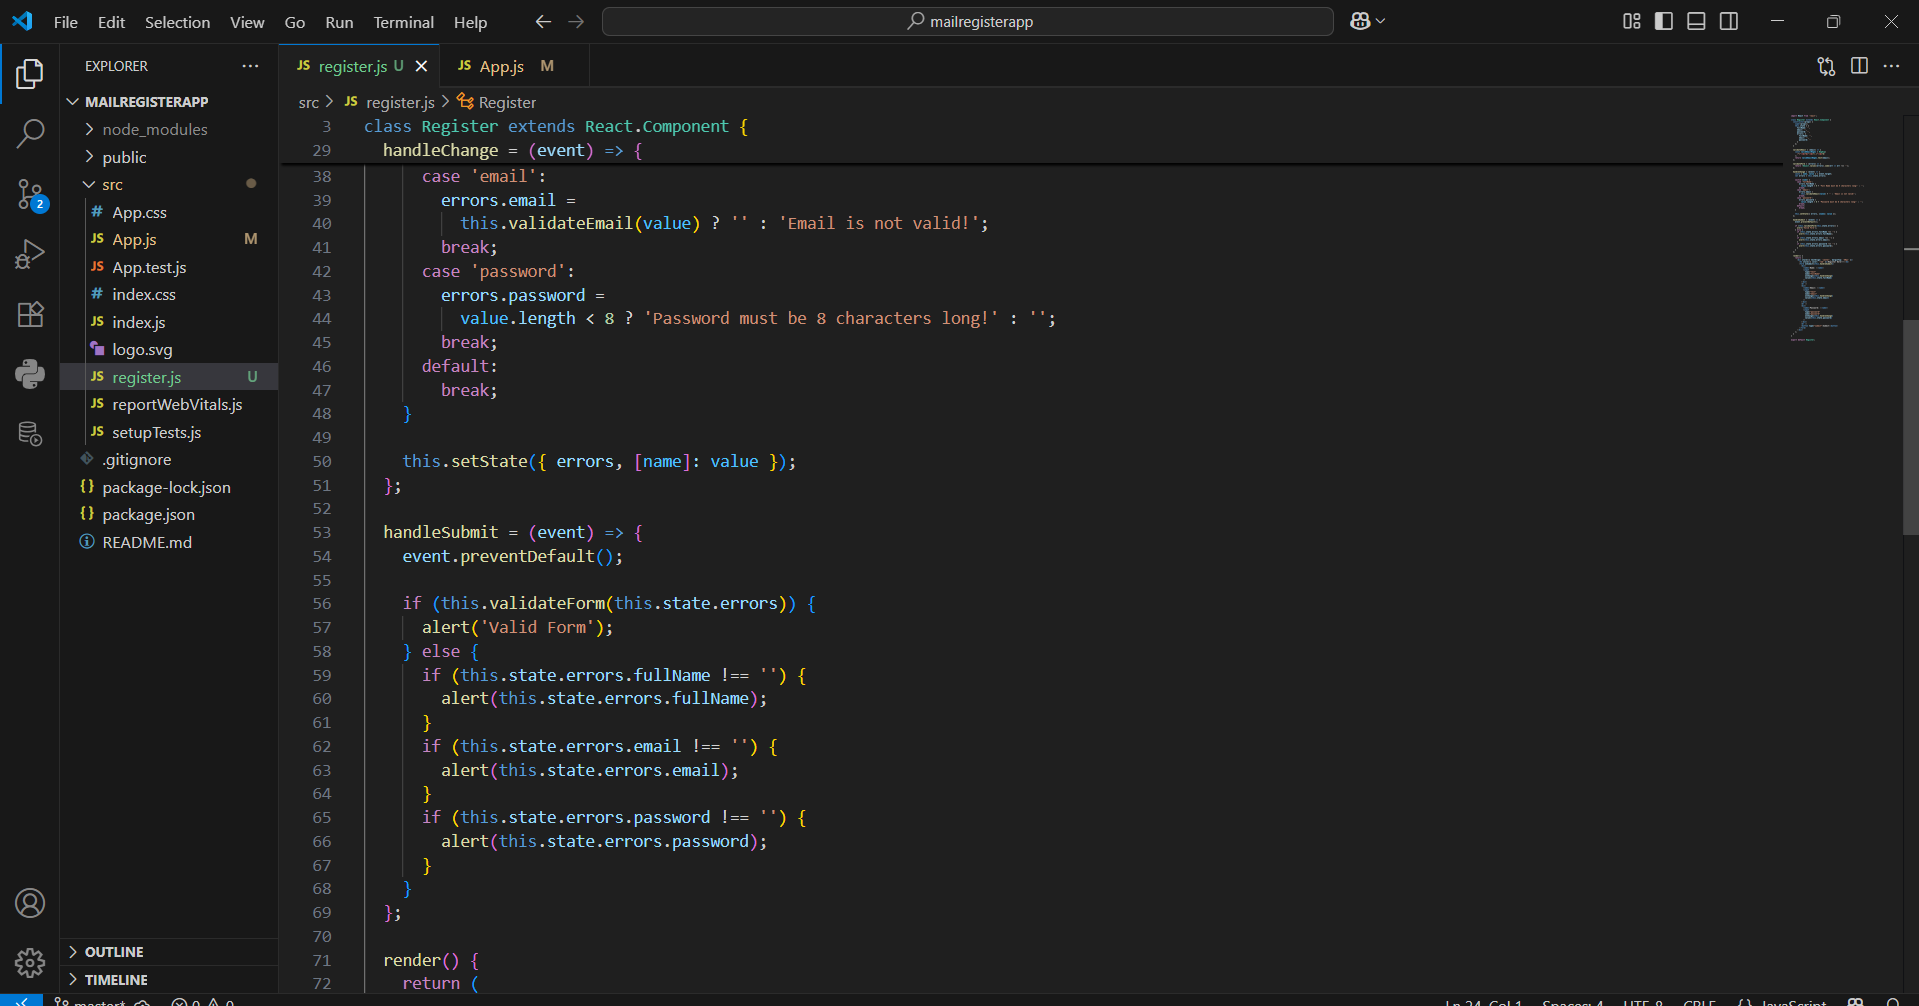 File Edit Selection View Go Run Terminal Help
mailregisterapp
EXPLORER
MAILREGISTERAPP
node_modules
public
src
App.css
App.js M
App.test.js
index.css
index.js
logo.svg
register.js U
reportWebVitals.js
setupTests.js
.gitignore
package-lock.json
package.json
README.md
OUTLINE
TIMELINE
2
JS register.js U
JS App.js M
src > JS register.js > Register
3 class Register extends React.Component {
29 handleChange = (event) => {
38 case 'email':
39 errors.email =
40 this.validateEmail(value) ? '' : 'Email is not valid!';
41 break;
42 case 'password':
43 errors.password =
44 value.length < 8 ? 'Password must be 8 characters long!' : '';
45 break;
46 default:
47 break;
48 }
49
50 this.setState({ errors, [name]: value });
51 };
52
53 handleSubmit = (event) => {
54 event.preventDefault();
55
56 if (this.validateForm(this.state.errors)) {
57 alert('Valid Form');
58 } else {
59 if (this.state.errors.fullName !== '') {
60 alert(this.state.errors.fullName);
61 }
62 if (this.state.errors.email !== '') {
63 alert(this.state.errors.email);
64 }
65 if (this.state.errors.password !== '') {
66 alert(this.state.errors.password);
67 }
68 }
69 };
70
71 render() {
72 return (
master* 0 0 Ln 24, Col 1 Spaces: 4 UTF-8 CRLF {} JavaScript